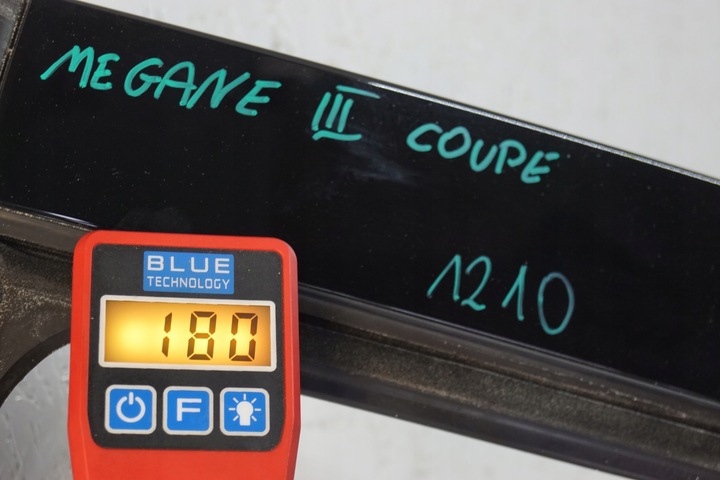 MEGANE III COUPE
1210
BLUE
TECHNOLOGY
180
F